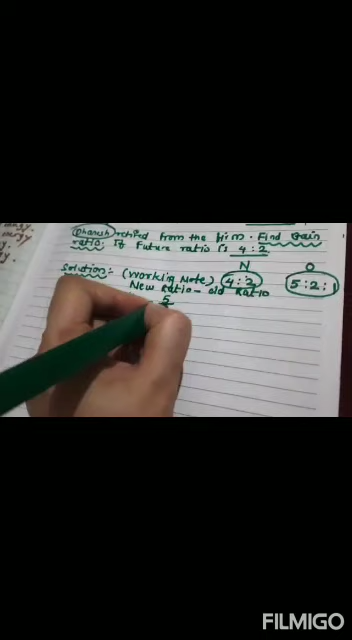 Dhanush retired from the firm. Find Gain
ratio. If Future ratio is 4:2
N O
Solution:- (Working Note) 4:2 5:2:1
New Ratio - old Ratio
5
FILMIGO